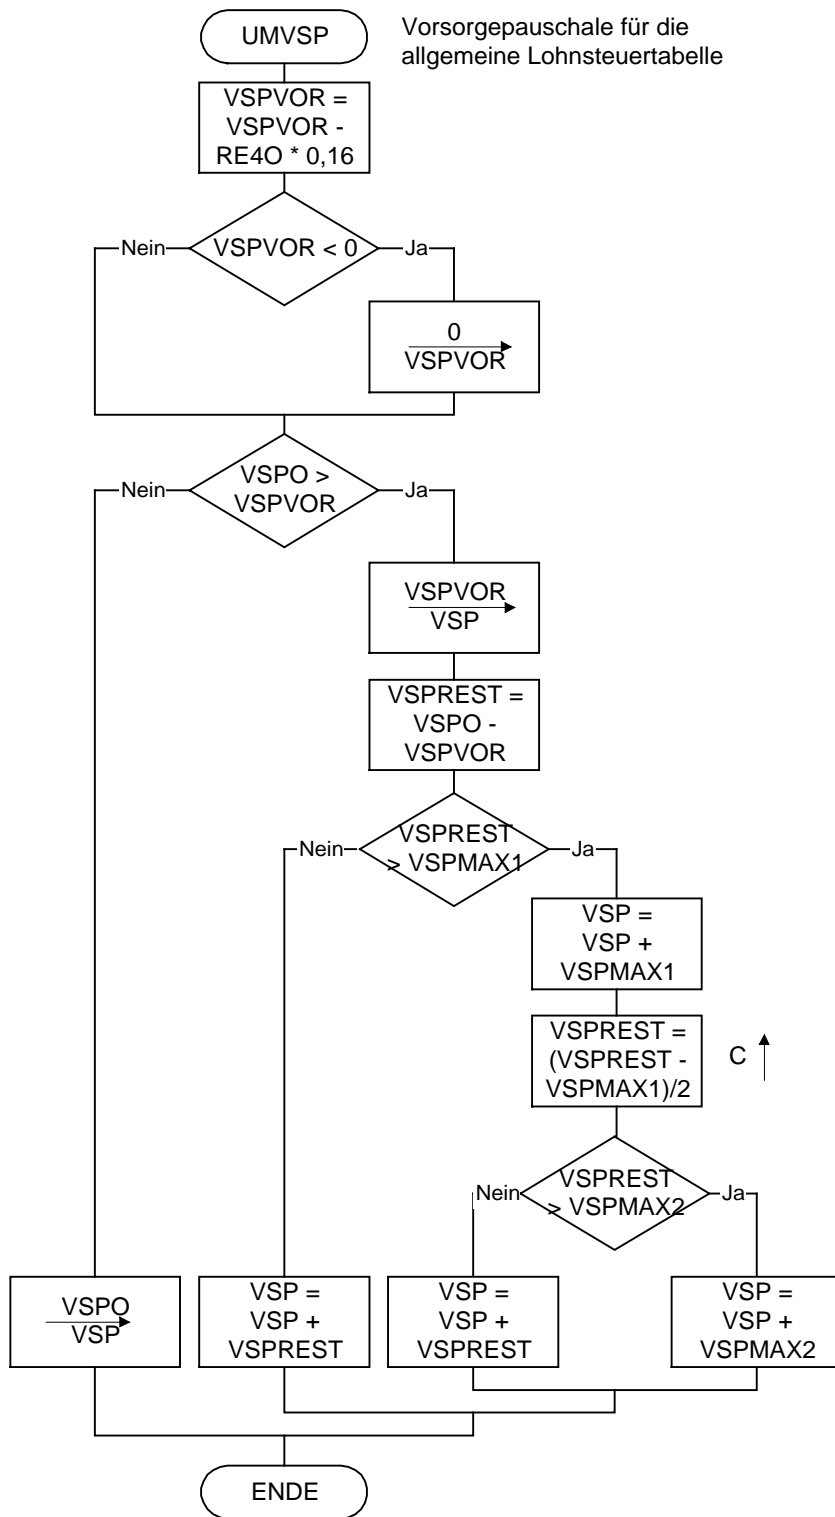 UMVSP
Vorsorgepauschale für die
allgemeine Lohnsteuertabelle
VSPVOR =
VSPVOR -
RE4O * 0,16
Nein
VSPVOR < 0
Ja
0
VSPVOR
Nein
VSPO >
VSPVOR
Ja
VSPVOR
VSP
VSPREST =
VSPO -
VSPVOR
Nein
VSPREST
> VSPMAX1
Ja
VSP =
VSP +
VSPMAX1
VSPREST =
(VSPREST -
VSPMAX1)/2
C
Nein
VSPREST
> VSPMAX2
Ja
VSPO
VSP
VSP =
VSP +
VSPREST
VSP =
VSP +
VSPREST
VSP =
VSP +
VSPMAX2
ENDE